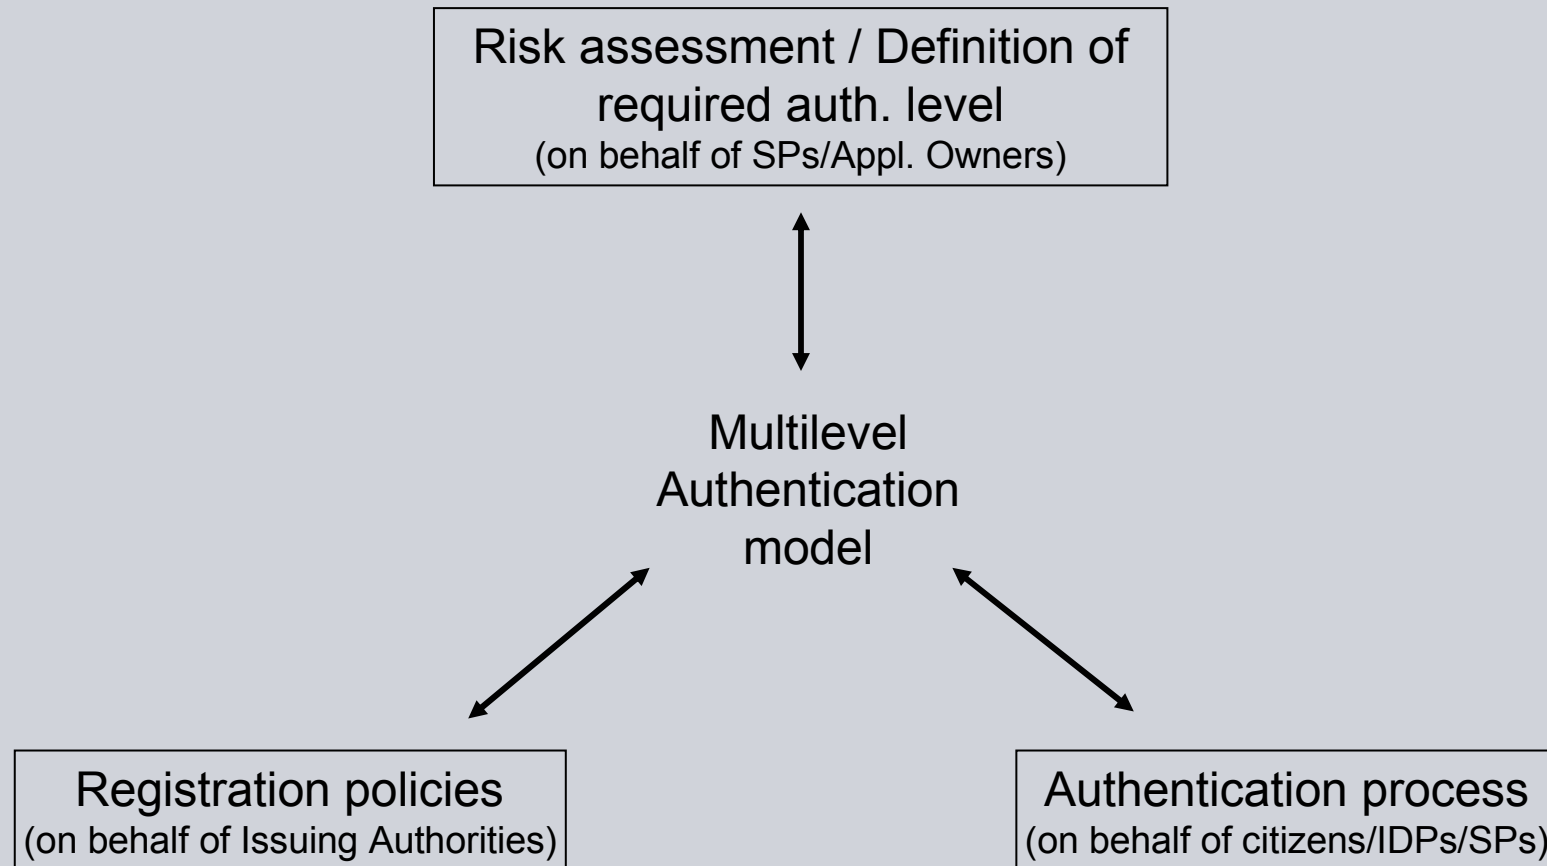 Risk assessment / Definition of
required auth. level
(on behalf of SPs/Appl. Owners)
Multilevel
Authentication
model
Registration policies
(on behalf of Issuing Authorities)
Authentication process
(on behalf of citizens/IDPs/SPs)